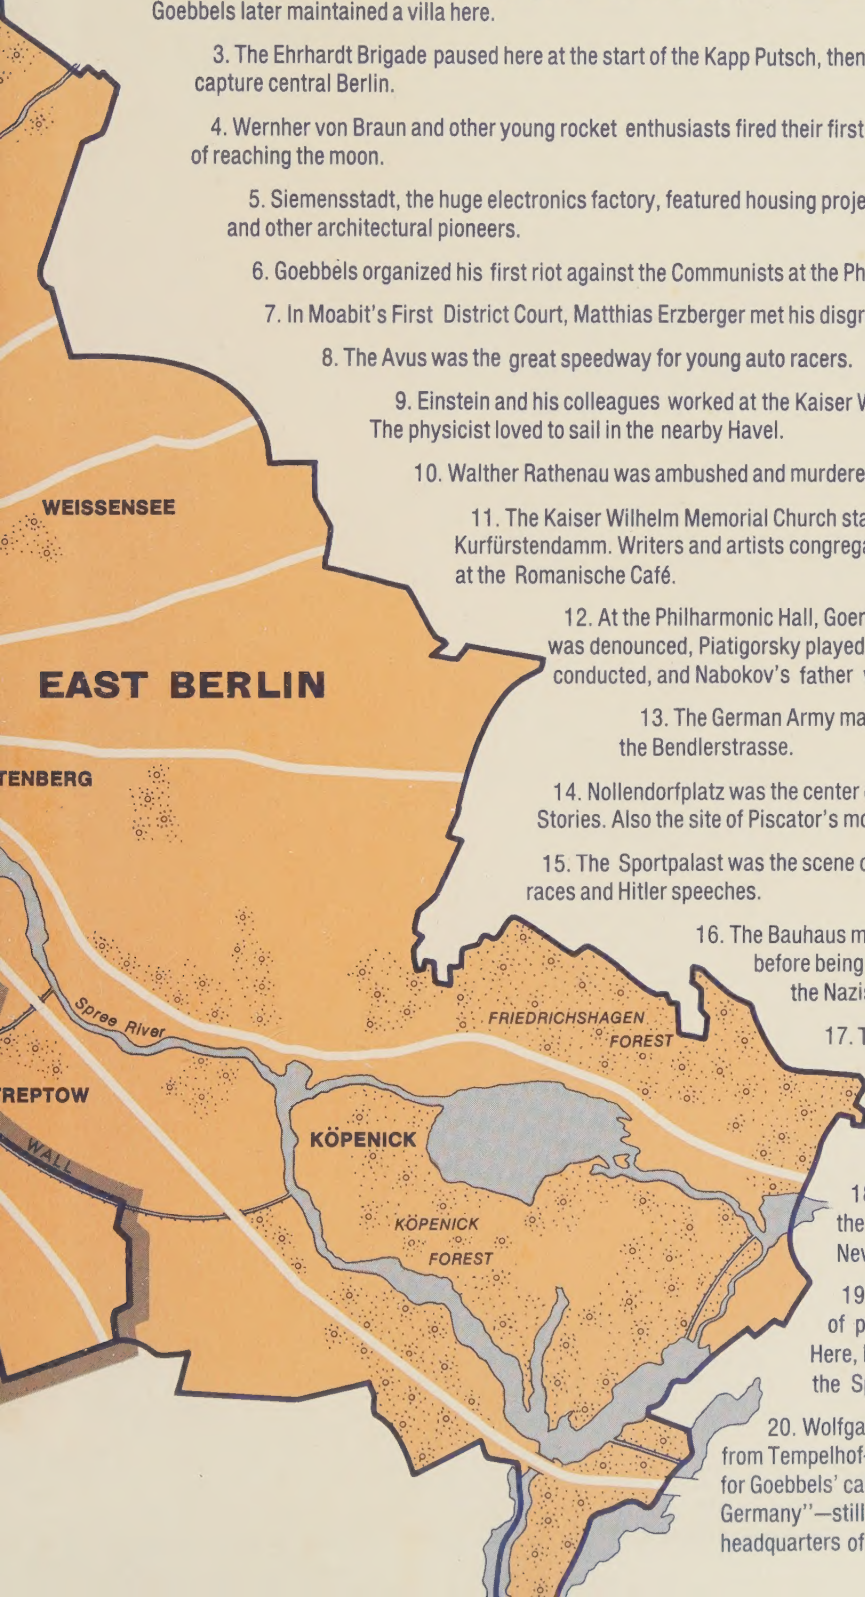 Goebbels later maintained a villa here.
3. The Ehrhardt Brigade paused here at the start of the Kapp Putsch, then
capture central Berlin.
4. Wernher von Braun and other young rocket enthusiasts fired their first
of reaching the moon.
5. Siemensstadt, the huge electronics factory, featured housing proje
and other architectural pioneers.
6. Goebbels organized his first riot against the Communists at the Ph
7. In Moabit's First District Court, Matthias Erzberger met his disgr
8. The Avus was the great speedway for young auto racers.
9. Einstein and his colleagues worked at the Kaiser W
The physicist loved to sail in the nearby Havel.
10. Walther Rathenau was ambushed and murdere
11. The Kaiser Wilhelm Memorial Church sta
Kurfürstendamm. Writers and artists congrega
at the Romanische Café.
12. At the Philharmonic Hall, Goer
was denounced, Piatigorsky played
conducted, and Nabokov's father
13. The German Army ma
the Bendlerstrasse.
14. Nollendorfplatz was the center
Stories. Also the site of Piscator's mo
15. The Sportpalast was the scene o
races and Hitler speeches.
16. The Bauhaus m
before being
the Nazis
17. T
18
the
Nev
19
of p
Here,
the S
20. Wolfga
from Tempelhof-
for Goebbels' ca
Germany"—still
headquarters of
WEISSENSEE
EAST BERLIN
TENBERG
Spree River
FRIEDRICHSHAGEN
FOREST
TREPTOW
WALL
KÖPENICK
KÖPENICK
FOREST